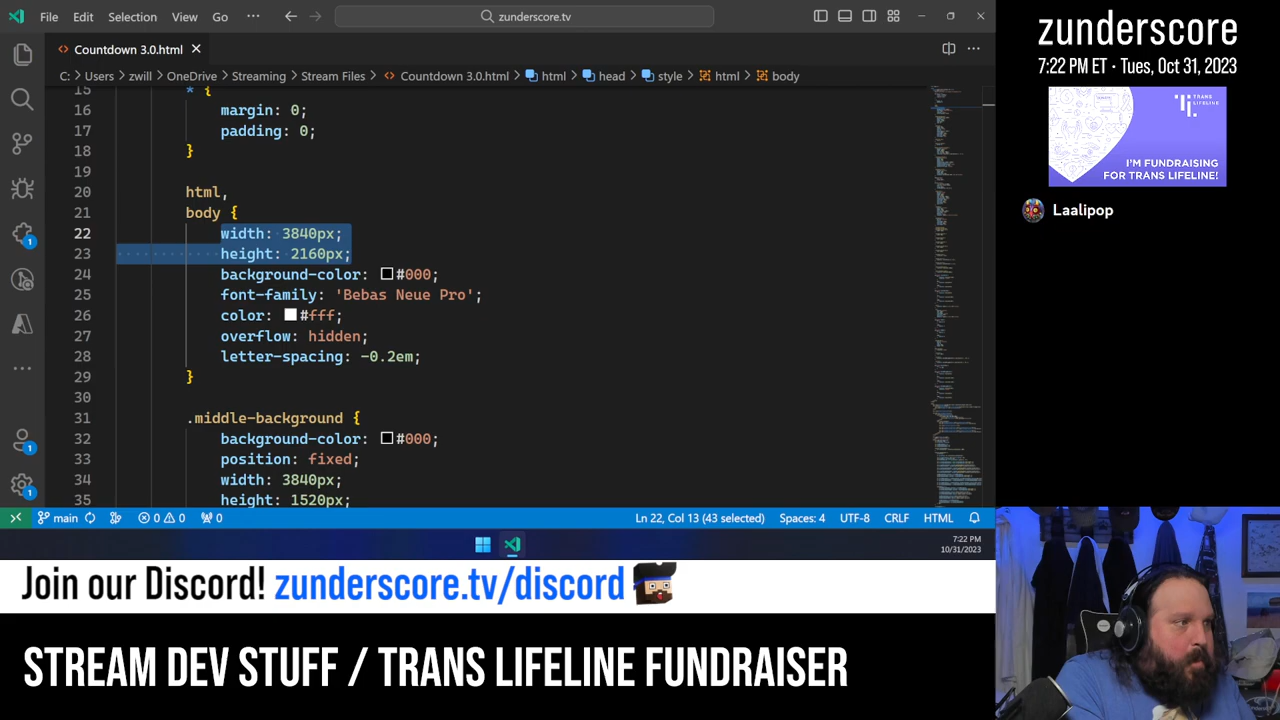 File Edit Selection View Go ··· zunderscore.tv
Countdown 3.0.html
C: > Users > zwill > OneDrive > Streaming > Stream Files > Countdown 3.0.html > html > head > style > html > body
15 * {
16 margin: 0;
17 padding: 0;
18 }
19
20 html,
21 body {
22 width: 3840px;
23 height: 2160px;
24 background-color: #000;
25 font-family: 'Bebas Neue Pro';
26 color: #fff;
27 overflow: hidden;
28 letter-spacing: -0.2em;
29 }
30
31 .middle-background {
32 background-color: #000;
33 position: fixed;
34 width: 3840px;
35 height: 1520px;
main 0 0 0 Ln 22, Col 13 (43 selected) Spaces: 4 UTF-8 CRLF HTML
7:22 PM
10/31/2023
Join our Discord! zunderscore.tv/discord
STREAM DEV STUFF / TRANS LIFELINE FUNDRAISER
zunderscore
7:22 PM ET · Tues, Oct 31, 2023
TRANS
LIFELINE
I'M FUNDRAISING
FOR TRANS LIFELINE!
Laalipop